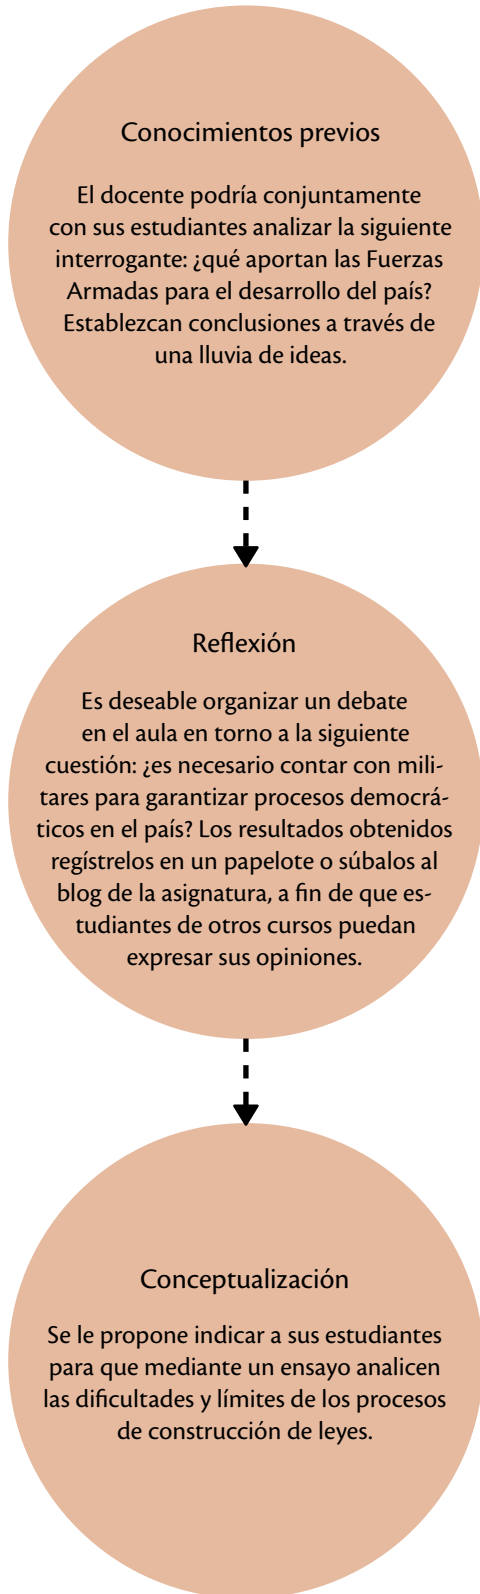 Conocimientos previos
El docente podría conjuntamente
con sus estudiantes analizar la siguiente
interrogante: ¿qué aportan las Fuerzas
Armadas para el desarrollo del país?
Establezcan conclusiones a través de
una lluvia de ideas.
Reflexión
Es deseable organizar un debate
en el aula en torno a la siguiente
cuestión: ¿es necesario contar con mili-
tares para garantizar procesos democrá-
ticos en el país? Los resultados obtenidos
regístrelos en un papelote o súbalos al
blog de la asignatura, a fin de que es-
tudiantes de otros cursos puedan
expresar sus opiniones.
Conceptualización
Se le propone indicar a sus estudiantes
para que mediante un ensayo analicen
las dificultades y límites de los procesos
de construcción de leyes.